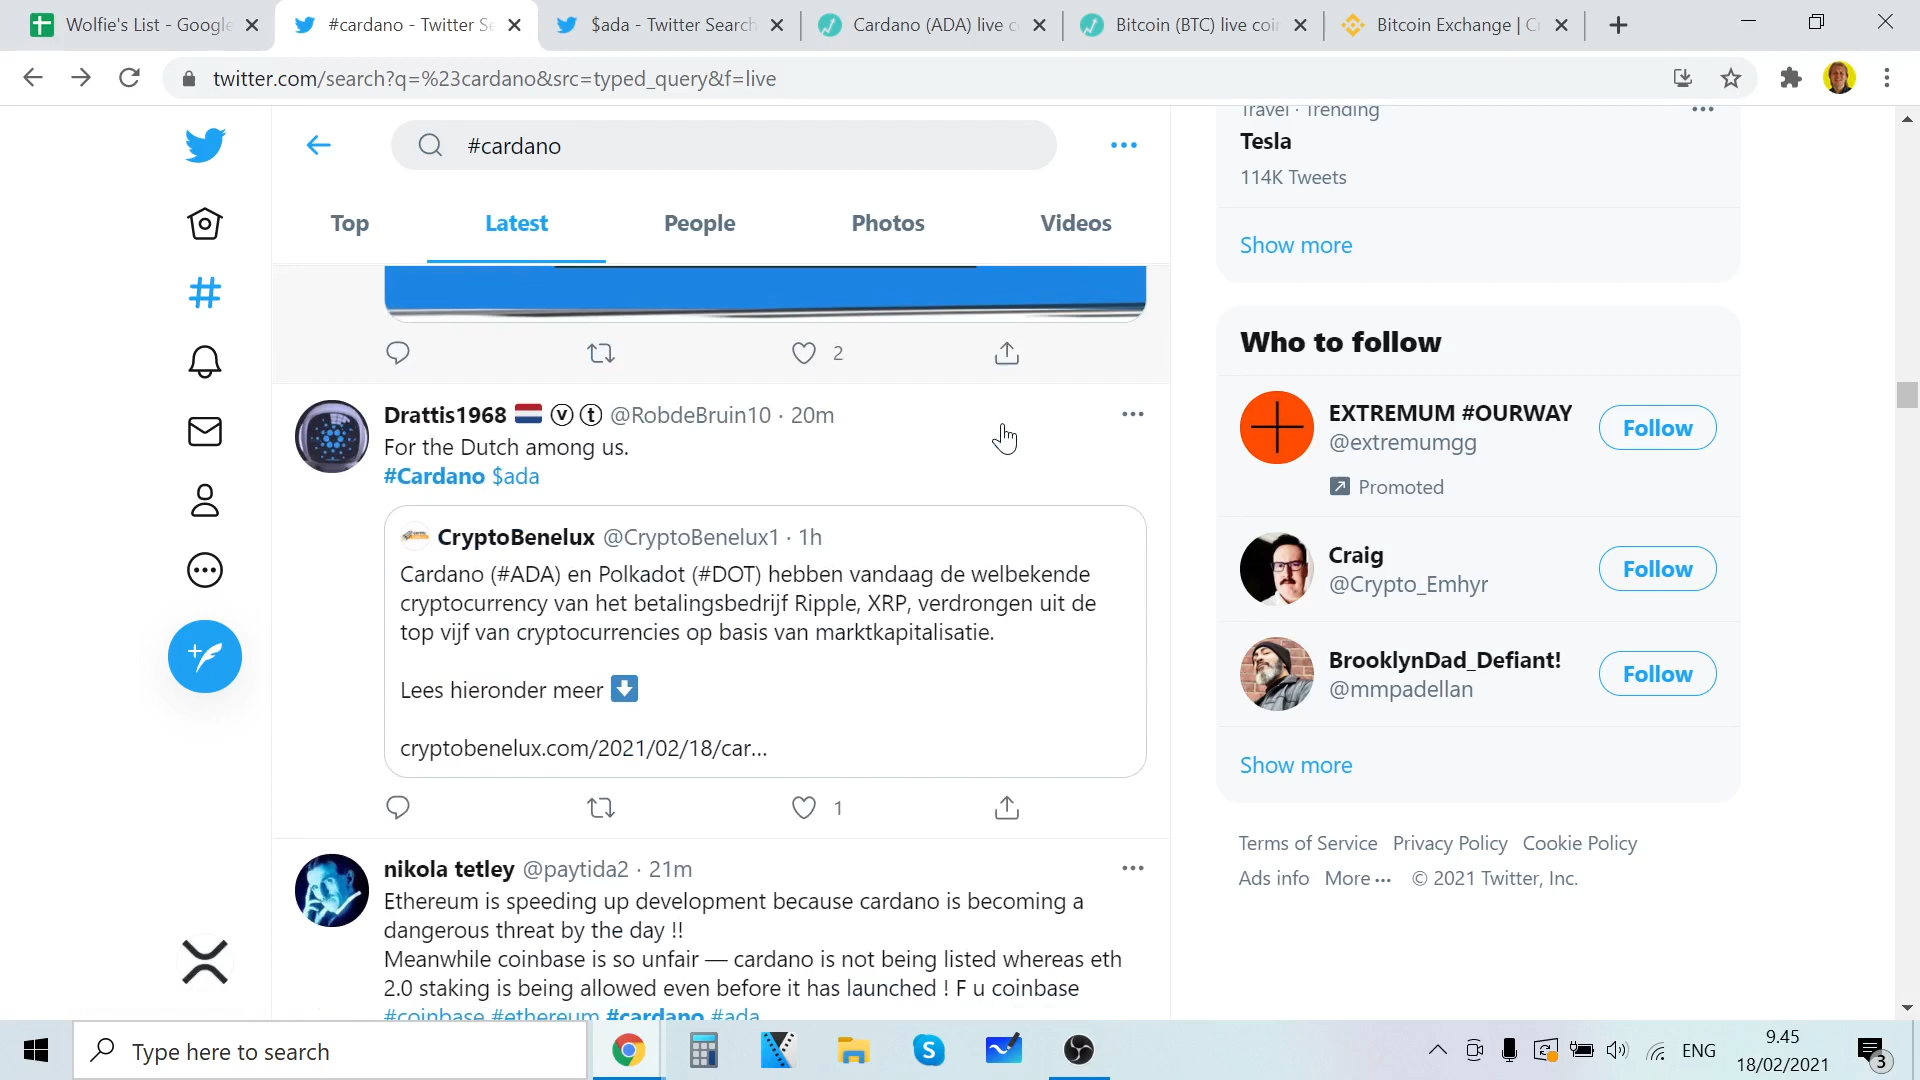 Wolfie's List - Google
#cardano - Twitter Se
$ada - Twitter Search
Cardano (ADA) live c
Bitcoin (BTC) live coin
Bitcoin Exchange | C
twitter.com/search?q=%23cardano&src=typed_query&f=live
#cardano
Top
Latest
People
Photos
Videos
2
Drattis1968 ⓥ ⓣ @RobdeBruin10 · 20m
For the Dutch among us.
#Cardano $ada
CryptoBenelux @CryptoBenelux1 · 1h
Cardano (#ADA) en Polkadot (#DOT) hebben vandaag de welbekende
cryptocurrency van het betalingsbedrijf Ripple, XRP, verdrongen uit de
top vijf van cryptocurrencies op basis van marktkapitalisatie.
Lees hieronder meer ⬇
cryptobenelux.com/2021/02/18/car...
1
nikola tetley @paytida2 · 21m
Ethereum is speeding up development because cardano is becoming a
dangerous threat by the day !!
Meanwhile coinbase is so unfair — cardano is not being listed whereas eth
2.0 staking is being allowed even before it has launched ! F u coinbase
#coinbase #ethereum #cardano #ada
Travel · Trending
Tesla
114K Tweets
Show more
Who to follow
EXTREMUM #OURWAY
@extremumgg
Follow
Promoted
Craig
@Crypto_Emhyr
Follow
BrooklynDad_Defiant!
@mmpadellan
Follow
Show more
Terms of Service Privacy Policy Cookie Policy
Ads info More ··· © 2021 Twitter, Inc.
Type here to search
ENG
9.45
18/02/2021
3